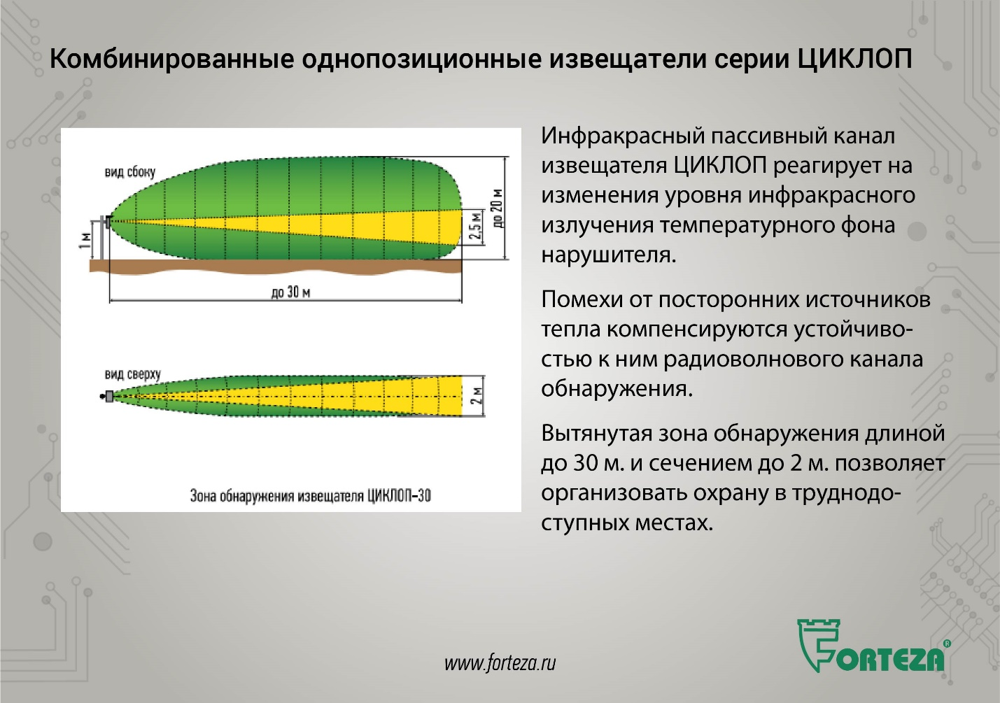 Комбинированные однопозиционные извещатели серии ЦИКЛОП
вид сбоку
1 м
2,5 м
до 20 м
до 30 м
вид сверху
2 м
Зона обнаружения извещателя ЦИКЛОП-30
Инфракрасный пассивный канал
извещателя ЦИКЛОП реагирует на
изменения уровня инфракрасного
излучения температурного фона
нарушителя.
Помехи от посторонних источников
тепла компенсируются устойчиво-
стью к ним радиоволнового канала
обнаружения.
Вытянутая зона обнаружения длиной
до 30 м. и сечением до 2 м. позволяет
организовать охрану в труднодо-
ступных местах.
www.forteza.ru
FORTEZA®